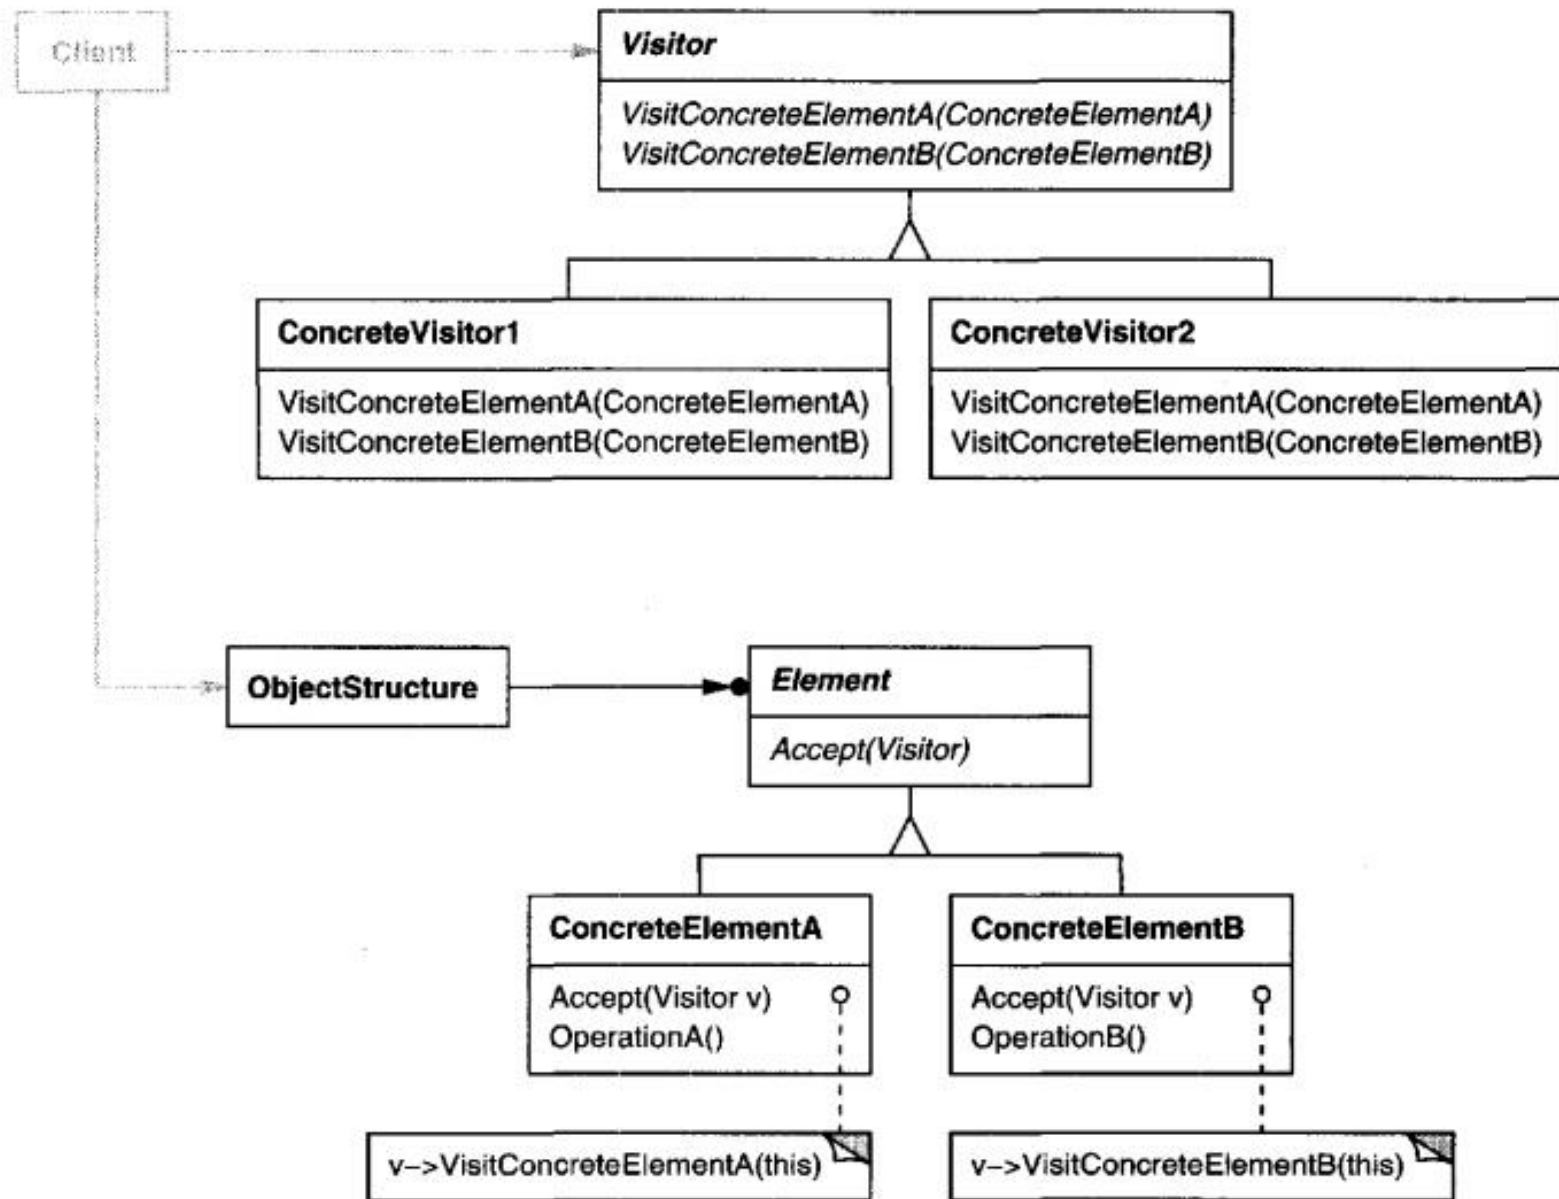 Client
Visitor
VisitConcreteElementA(ConcreteElementA)
VisitConcreteElementB(ConcreteElementB)
ConcreteVisitor1
VisitConcreteElementA(ConcreteElementA)
VisitConcreteElementB(ConcreteElementB)
ConcreteVisitor2
VisitConcreteElementA(ConcreteElementA)
VisitConcreteElementB(ConcreteElementB)
ObjectStructure
Element
Accept(Visitor)
ConcreteElementA
Accept(Visitor v)
OperationA()
ConcreteElementB
Accept(Visitor v)
OperationB()
v–>VisitConcreteElementA(this)
v–>VisitConcreteElementB(this)